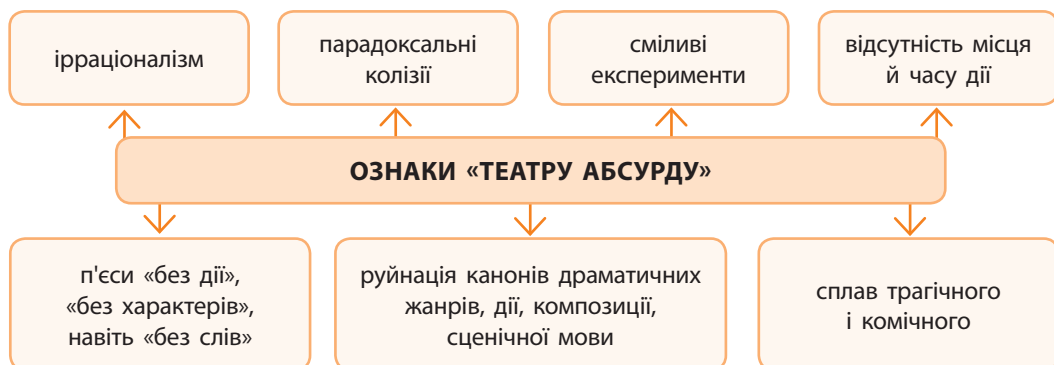 ірраціоналізм
парадоксальні
колізії
сміливі
експерименти
відсутність місця
й часу дії
ОЗНАКИ «ТЕАТРУ АБСУРДУ»
п'єси «без дії»,
«без характерів»,
навіть «без слів»
руйнація канонів драматичних
жанрів, дії, композиції,
сценічної мови
сплав трагічного
і комічного